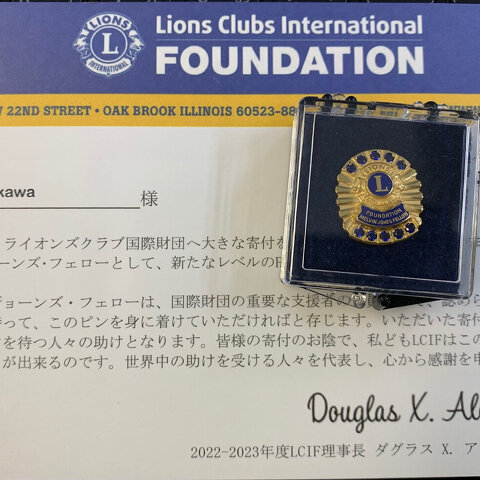 Lions Clubs International
FOUNDATION
LIONS
L
INTERNATIONAL
22ND STREET • OAK BROOK ILLINOIS 60523-88
kawa
様
ライオンズクラブ国際財団へ大きな寄付を
ーンズ・フェローとして、新たなレベルの
ジョーンズ・フェローは、国際財団の重要な支援者の
持って、このピンを身に着けていただければと存じます。いただいた寄付
を待つ人々の助けとなります。皆様の寄付のお陰で、私どもLCIFはこの
が出来るのです。世界中の助けを受ける人々を代表し、心から感謝を申
Douglas X. Al
2022-2023年度LCIF理事長 ダグラス X. ア
LIONS
L
FOUNDATION
MELVIN JONES FELLOW